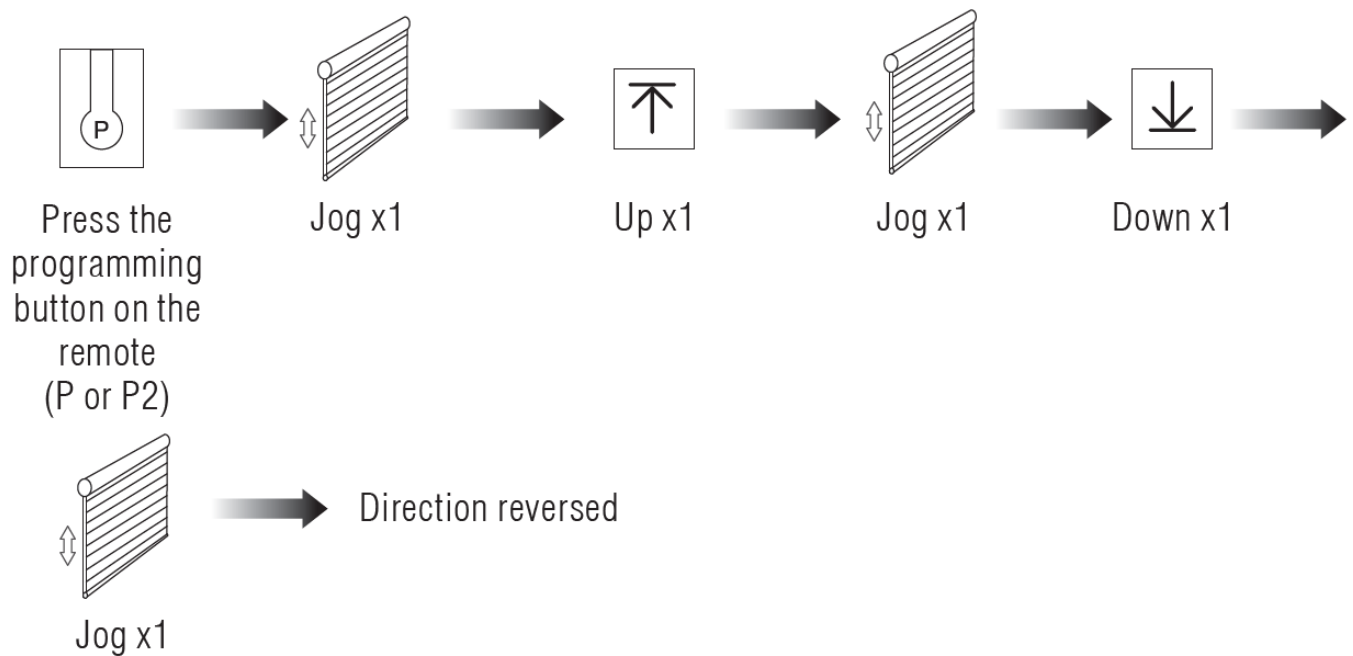 P
Press the
programming
button on the
remote
(P or P2)
Jog x1
Up x1
Jog x1
Down x1
Jog x1
Direction reversed